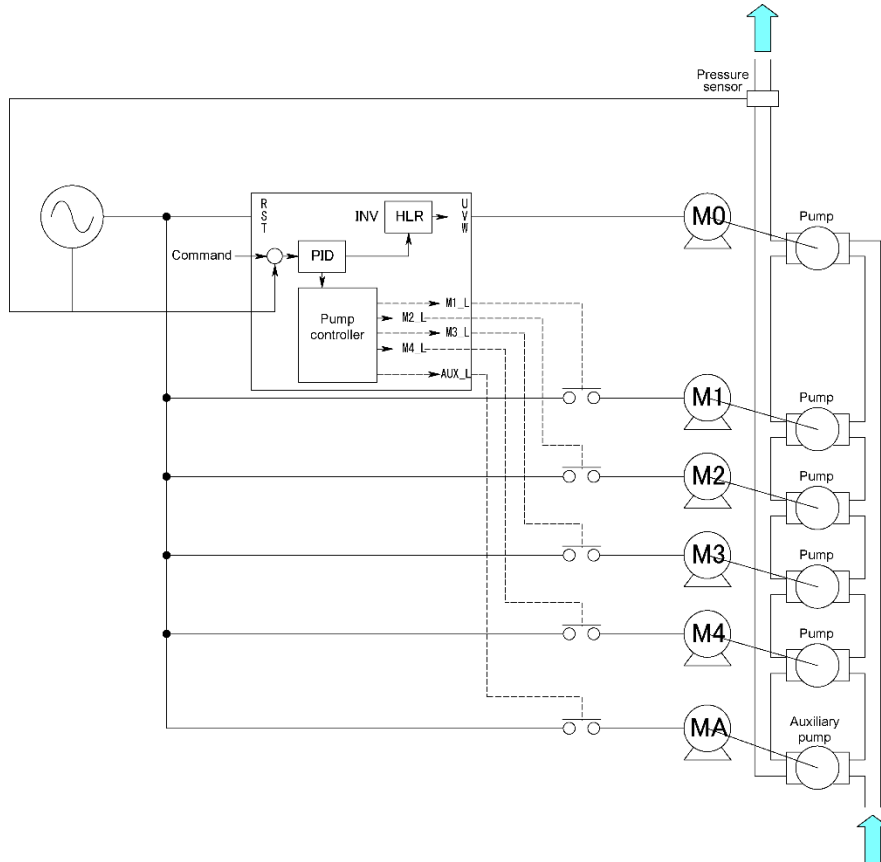 Pressure
sensor
R
S
T
INV
HLR
U
V
W
M0
Pump
Command
PID
Pump
controller
M1_L
M2_L
M3_L
M4_L
AUX_L
M1
Pump
M2
Pump
M3
Pump
M4
Pump
MA
Auxiliary
pump